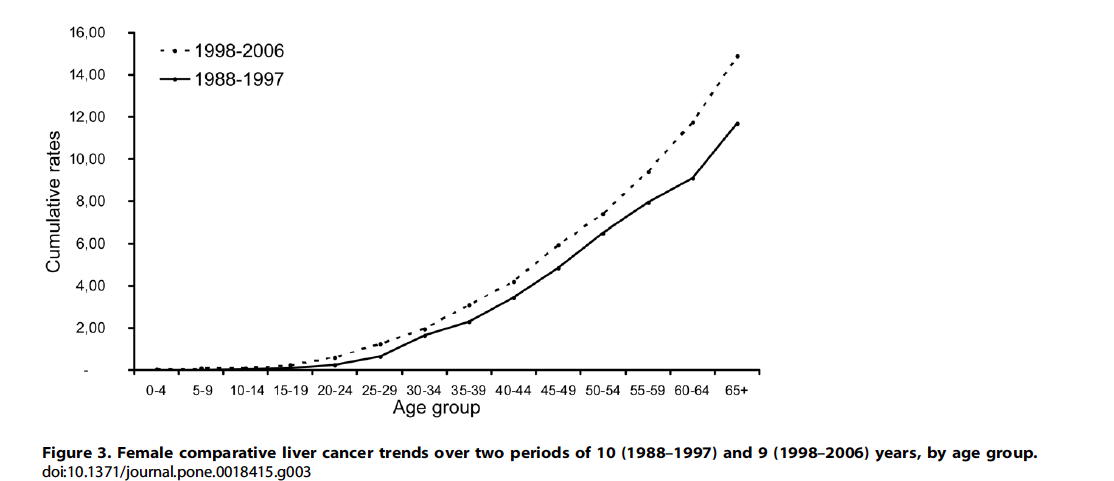 16,00
14,00
12,00
10,00
8,00
6,00
4,00
2,00
-
Cumulative rates
1998-2006
1988-1997
0-4 5-9 10-14 15-19 20-24 25-29 30-34 35-39 40-44 45-49 50-54 55-59 60-64 65+
Age group
Figure 3. Female comparative liver cancer trends over two periods of 10 (1988–1997) and 9 (1998–2006) years, by age group.
doi:10.1371/journal.pone.0018415.g003